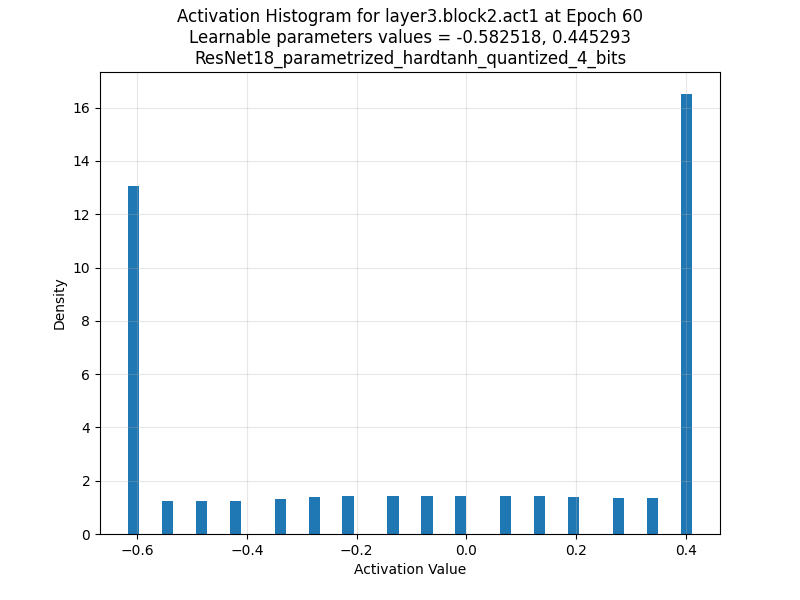 Activation Histogram for layer3.block2.act1 at Epoch 60
Learnable parameters values = -0.582518, 0.445293
ResNet18_parametrized_hardtanh_quantized_4_bits
16
14
12
10
8
6
4
2
0
Density
−0.6 −0.4 −0.2 0.0 0.2 0.4
Activation Value